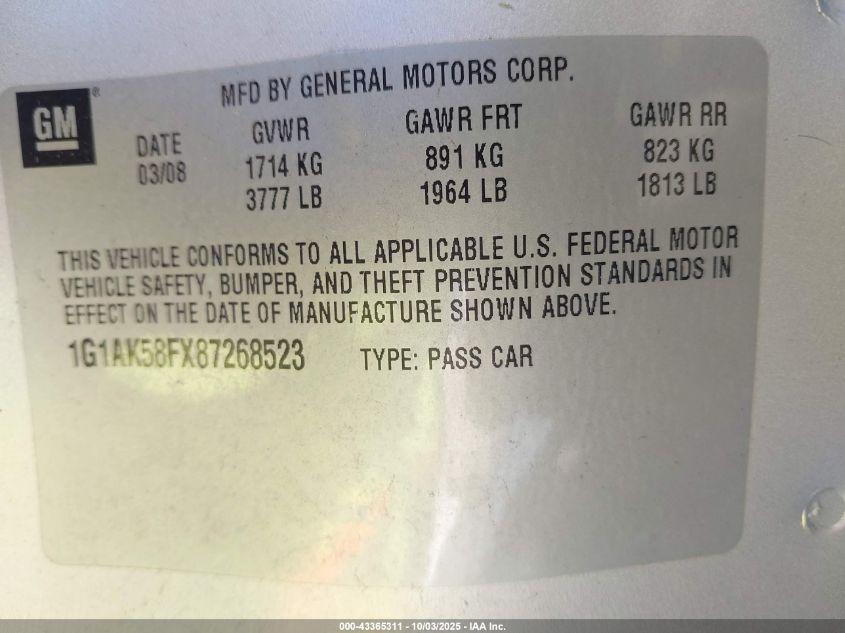 MFD BY GENERAL MOTORS CORP.
GM®
DATE GVWR GAWR FRT GAWR RR
03/08 1714 KG 891 KG 823 KG
3777 LB 1964 LB 1813 LB
THIS VEHICLE CONFORMS TO ALL APPLICABLE U.S. FEDERAL MOTOR
VEHICLE SAFETY, BUMPER, AND THEFT PREVENTION STANDARDS IN
EFFECT ON THE DATE OF MANUFACTURE SHOWN ABOVE.
1G1AK58FX87268523 TYPE: PASS CAR
000-43365311 - 10/03/2025 - IAA Inc.